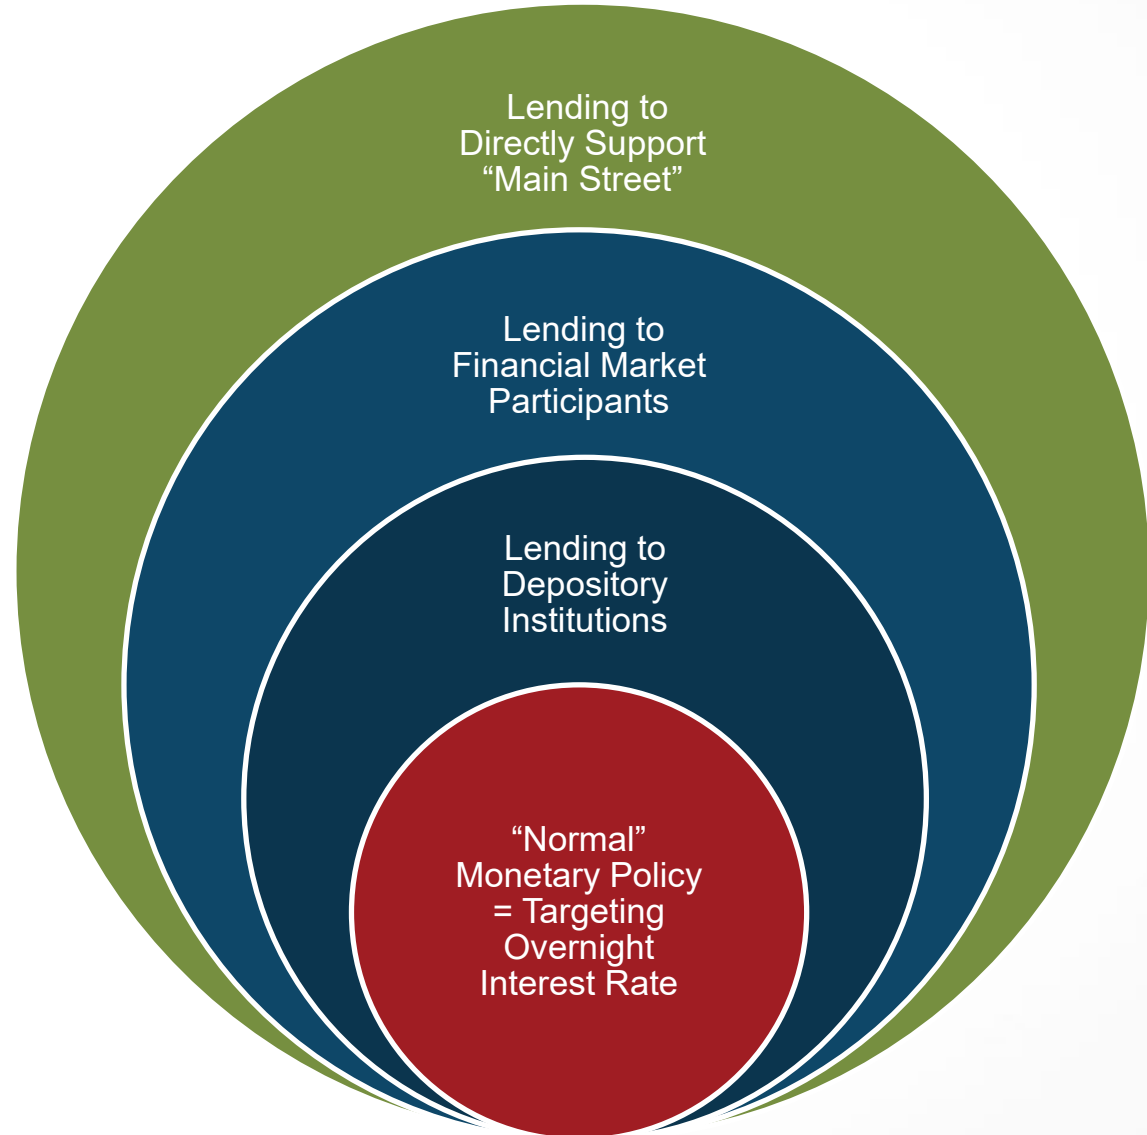 Lending to
Directly Support
“Main Street”
Lending to
Financial Market
Participants
Lending to
Depository
Institutions
“Normal”
Monetary Policy
= Targeting
Overnight
Interest Rate